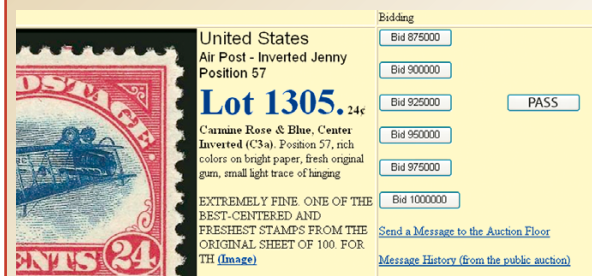 Bidding
United States
Air Post - Inverted Jenny
Position 57
Lot 1305. 24¢
Carmine Rose & Blue, Center
Inverted (C3a). Position 57, rich
colors on bright paper, fresh original
gum, small light trace of hinging
EXTREMELY FINE. ONE OF THE
BEST-CENTERED AND
FRESHEST STAMPS FROM THE
ORIGINAL SHEET OF 100. FOR
TH (Image)
Bid 875000
Bid 900000
Bid 925000
PASS
Bid 950000
Bid 975000
Bid 1000000
Send a Message to the Auction Floor
Message History (from the public auction)
OSTAGE
ENTS 24